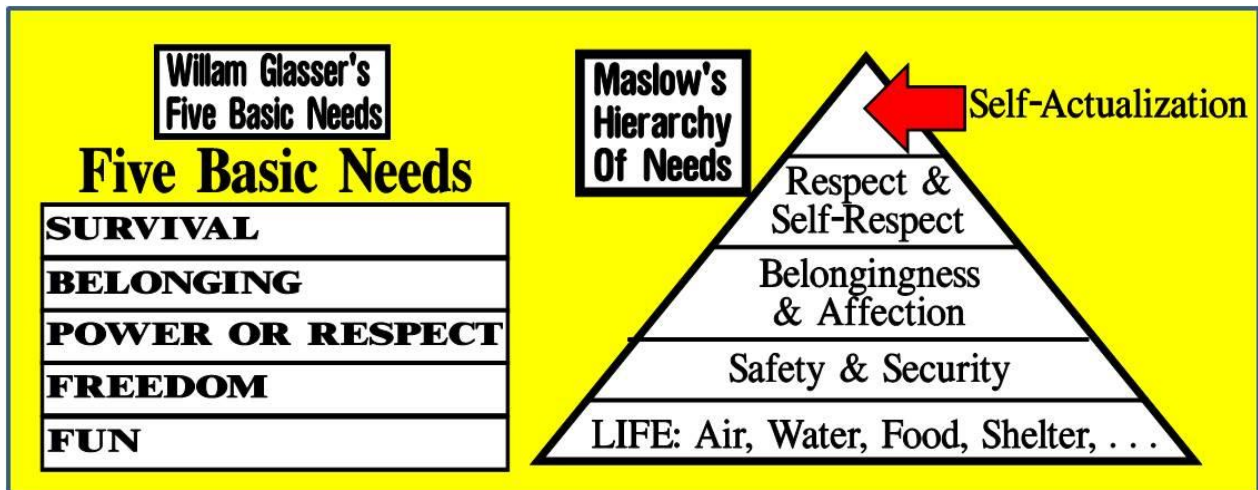 Willam Glasser's
Five Basic Needs
Five Basic Needs
SURVIVAL
BELONGING
POWER OR RESPECT
FREEDOM
FUN
Maslow's
Hierarchy
Of Needs
Self-Actualization
Respect &
Self-Respect
Belongingness
& Affection
Safety & Security
LIFE: Air, Water, Food, Shelter, . . .